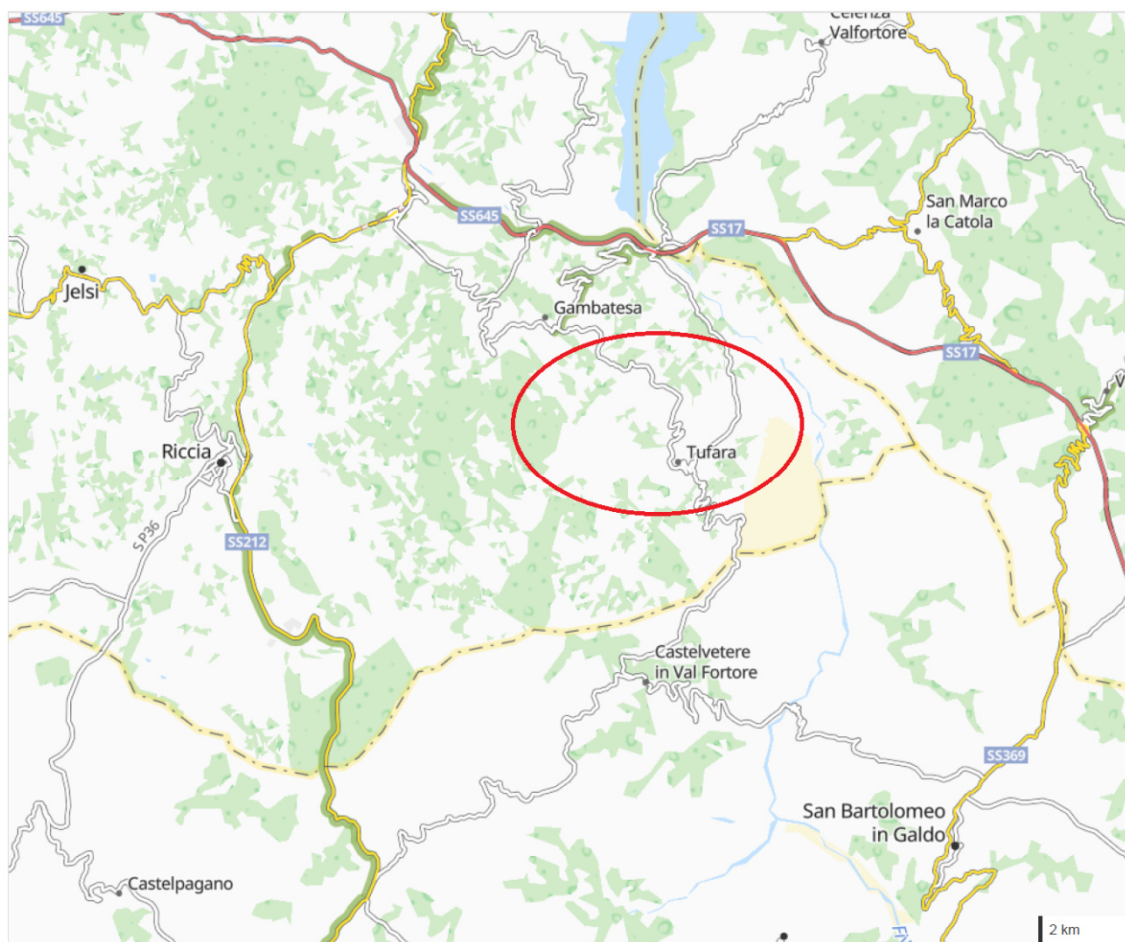 SS645
Celenza
Valfortore
San Marco
la Catola
SS645
SS17
Jelsi
Gambatesa
SS17
Riccia
Tufara
SP36
SS212
Castelvetere
in Val Fortore
SS369
San Bartolomeo
in Galdo
Castelpagano
2 km